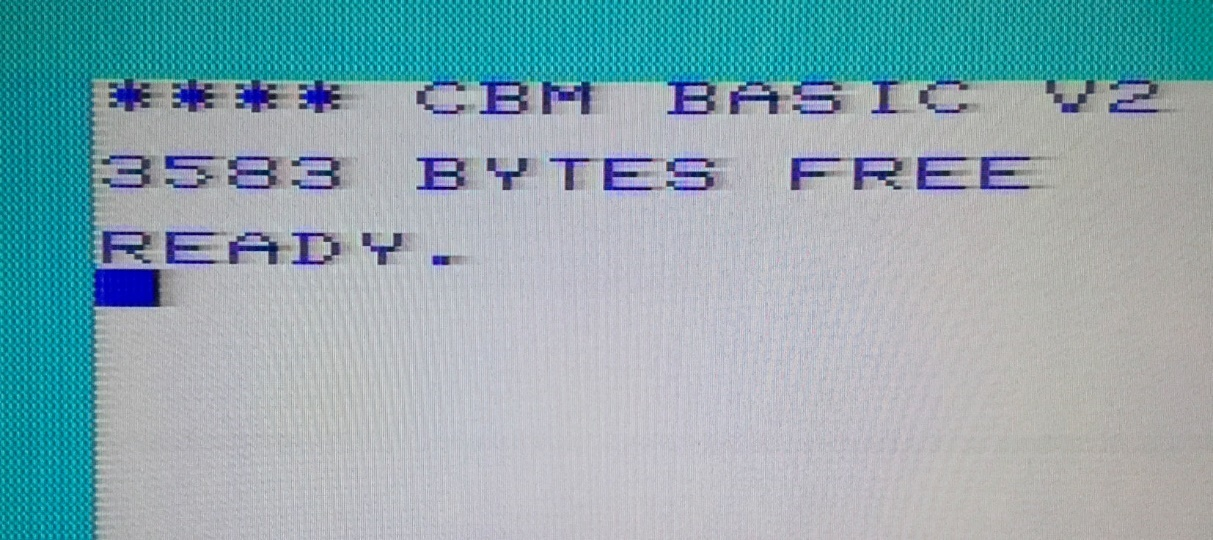 **** CBM BASIC V2
3583 BYTES FREE
READY.